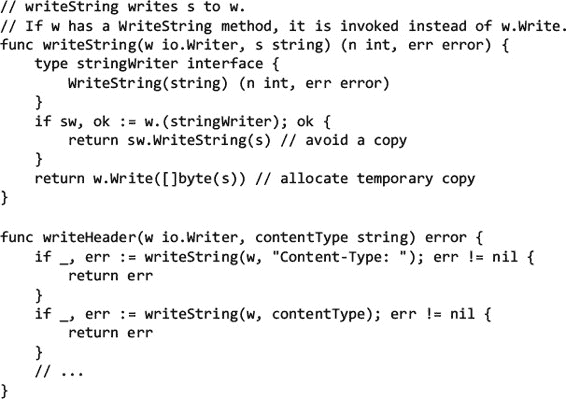 // writeString writes s to w.
// If w has a WriteString method, it is invoked instead of w.Write.
func writeString(w io.Writer, s string) (n int, err error) {
    type stringWriter interface {
        WriteString(string) (n int, err error)
    }
    if sw, ok := w.(stringWriter); ok {
        return sw.WriteString(s) // avoid a copy
    }
    return w.Write([]byte(s)) // allocate temporary copy
}

func writeHeader(w io.Writer, contentType string) error {
    if _, err := writeString(w, "Content-Type: "); err != nil {
        return err
    }
    if _, err := writeString(w, contentType); err != nil {
        return err
    }
    // ...
}